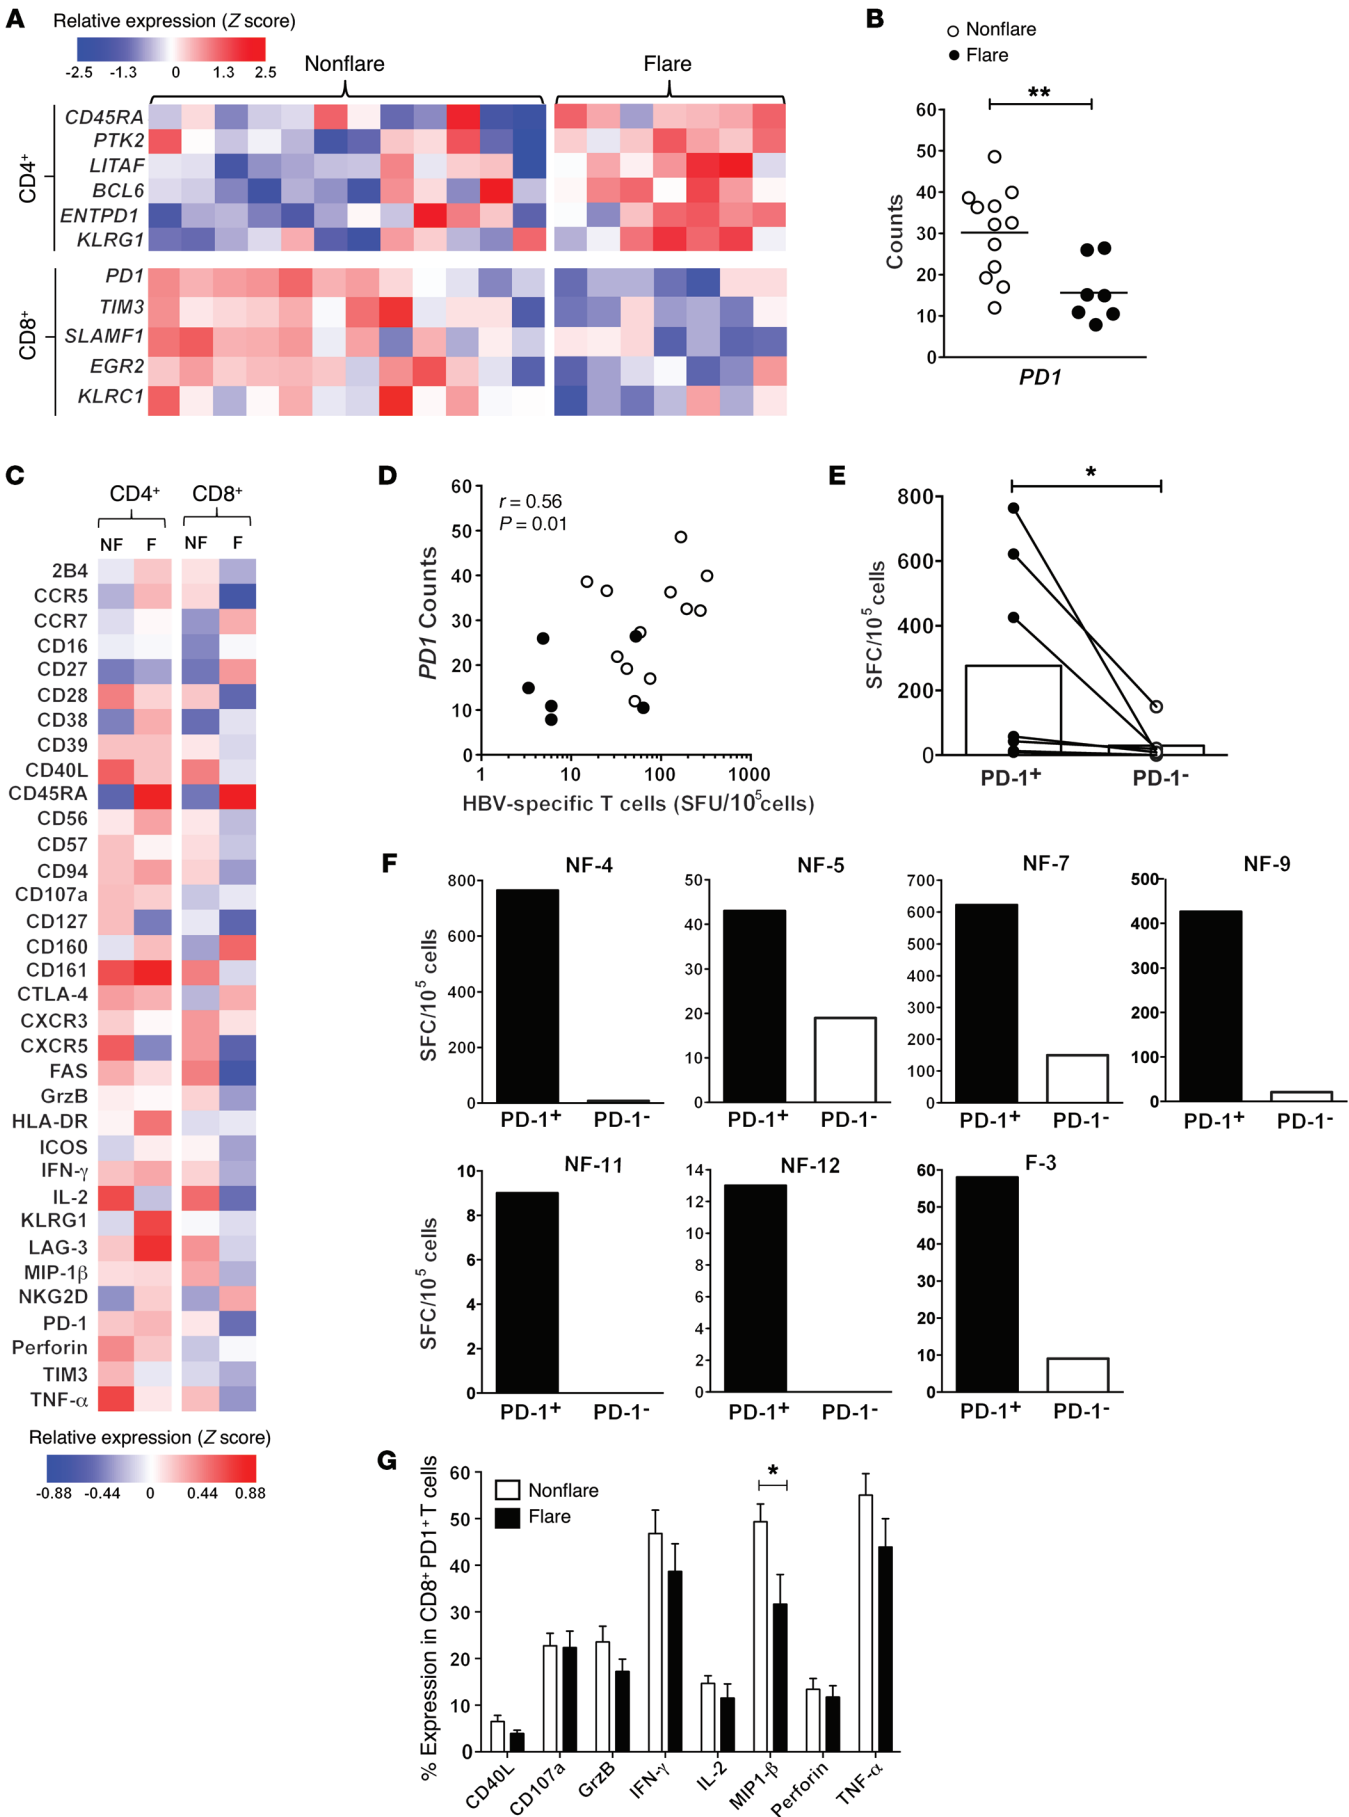 A
Relative expression (Z score)
-2.5 -1.3 0 1.3 2.5
Nonflare Flare
CD4+
CD45RA
PTK2
LITAF
BCL6
ENTPD1
KLRG1
CD8+
PD1
TIM3
SLAMF1
EGR2
KLRC1
B
Nonflare
Flare
**
Counts
60
50
40
30
20
10
0
PD1
C
CD4+ CD8+
NF F NF F
2B4
CCR5
CCR7
CD16
CD27
CD28
CD38
CD39
CD40L
CD45RA
CD56
CD57
CD94
CD107a
CD127
CD160
CD161
CTLA-4
CXCR3
CXCR5
FAS
GrzB
HLA-DR
ICOS
IFN-γ
IL-2
KLRG1
LAG-3
MIP-1β
NKG2D
PD-1
Perforin
TIM3
TNF-α
Relative expression (Z score)
-0.88 -0.44 0 0.44 0.88
D
r = 0.56
P = 0.01
PD1 Counts
60
50
40
30
20
10
0
1 10 100 1000
HBV-specific T cells (SFU/10⁵cells)
E
*
SFC/10⁵ cells
800
600
400
200
0
PD-1+ PD-1-
F
NF-4
SFC/10⁵ cells
800
600
400
200
0
PD-1+ PD-1-
NF-5
50
40
30
20
10
0
PD-1+ PD-1-
NF-7
700
600
500
400
300
200
100
0
PD-1+ PD-1-
NF-9
500
400
300
200
100
0
PD-1+ PD-1-
NF-11
SFC/10⁵ cells
10
8
6
4
2
0
PD-1+ PD-1-
NF-12
14
12
10
8
6
4
2
0
PD-1+ PD-1-
F-3
60
50
40
30
20
10
0
PD-1+ PD-1-
G
% Expression in CD8+ PD1+ T cells
60
50
40
30
20
10
0
Nonflare
Flare
*
CD40L CD107a GrzB IFN-γ IL-2 MIP1-β Perforin TNF-α